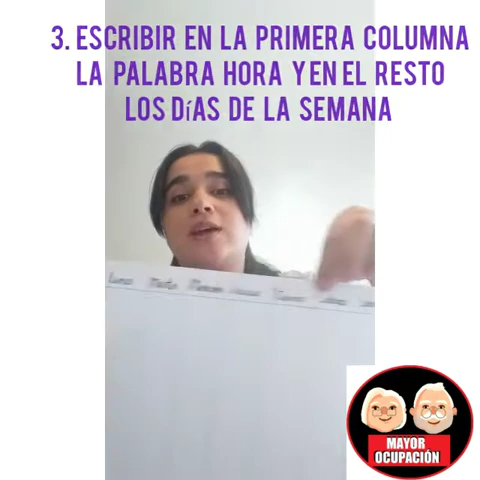 3. ESCRIBIR EN LA PRIMERA COLUMNA
LA PALABRA HORA Y EN EL RESTO
LOS DíAS DE LA SEMANA
MAYOR
OCUPACIÓN